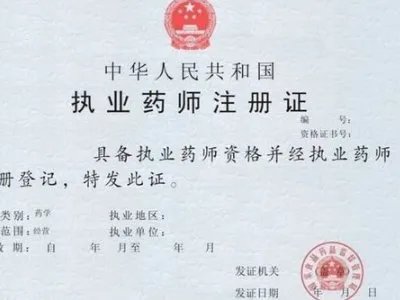 中华人民共和国
执业药师注册证
编 号:
资格证书号:
具备执业药师资格并经执业药师
册登记，特发此证。
类别: 药学 执业地区:
范围: 经营 执业单位:
效期: 自 年 月至 年 月
发证机关
发证日期 年 月